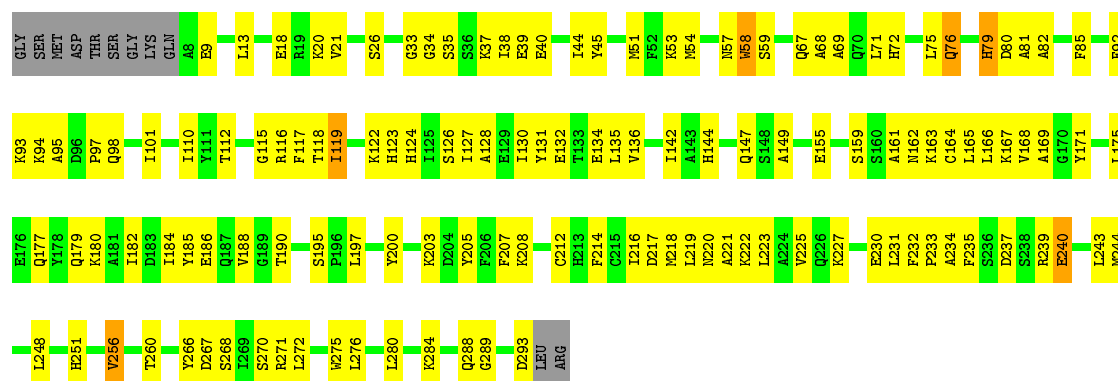 GLY SER MET ASP THR SER GLY LYS GLN A8 E9 L13 E18 R19 K20 V21 S26 G33 G34 S35 S36 K37 I38 E39 E40 I44 Y45 M51 F52 K53 M54 N57 W58 S59 Q67 A68 A69 Q70 L71 H72 L75 Q76 H79 D80 A81 A82 F85
K93 K94 A95 D96 P97 Q98 I101 I110 Y111 T112 G115 R116 F117 T118 I119 K122 H123 H124 I125 S126 I127 A128 E129 I130 Y131 E132 T133 E134 L135 V136 I142 A143 H144 Q147 S148 A149 E155 S159 S160 A161 N162 K163 C164 L165 L166 K167 V168 A169 G170 Y171 L175
E176 Q177 Y178 Q179 K180 A181 I182 D183 I184 Y185 E186 Q187 V188 G189 T190 S195 P196 L197 Y200 K203 D204 Y205 F206 F207 K208 C212 H213 F214 C215 I216 D217 M218 L219 N220 A221 K222 L223 A224 V225 Q226 K227 E230 L231 F232 P233 A234 F235 S236 D237 S238 R239 E240 L243 M244
L248 H251 V256 T260 Y266 D267 S268 I269 S270 R271 L272 W275 L276 L280 K284 Q288 G289 D293 LEU ARG